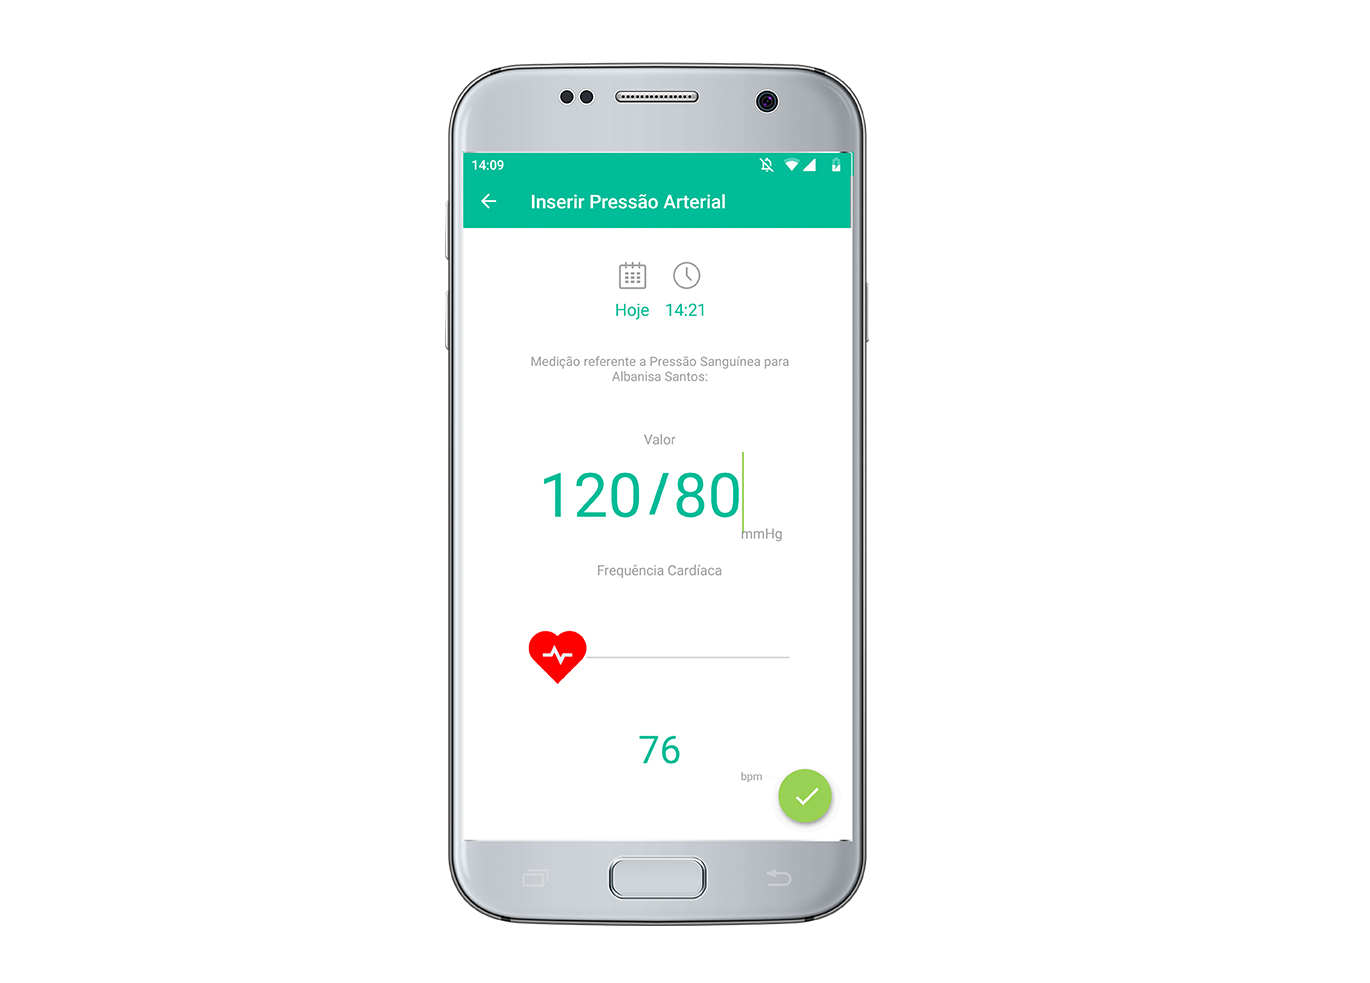 14:09
Inserir Pressão Arterial
Hoje 14:21
Medição referente a Pressão Sanguínea para
Albanisa Santos:
Valor
120/80
mmHg
Frequência Cardíaca
76
bpm